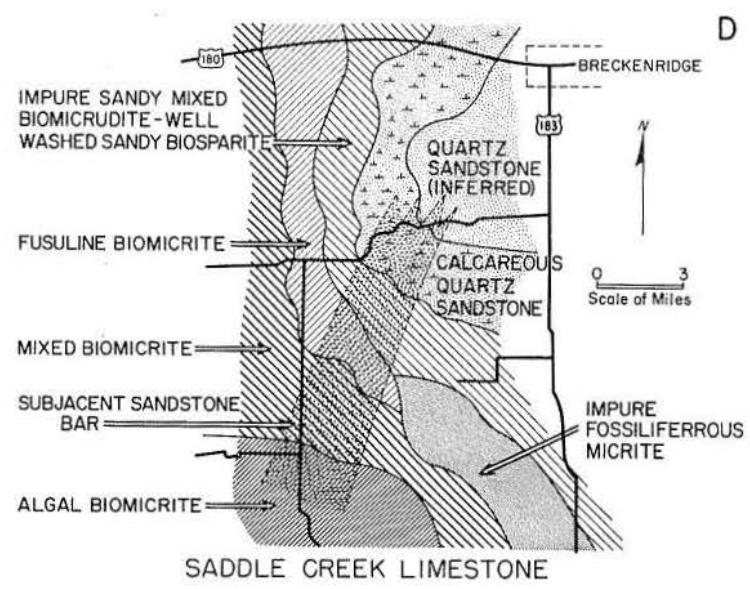 D
180
BRECKENRIDGE
IMPURE SANDY MIXED
BIOMICRUDITE-WELL
WASHED SANDY BIOSPARITE
183
N
QUARTZ
SANDSTONE
(INFERRED)
FUSULINE BIOMICRITE
CALCAREOUS
QUARTZ
SANDSTONE
0 3
Scale of Miles
MIXED BIOMICRITE
SUBJACENT SANDSTONE
BAR
IMPURE
FOSSILIFERROUS
MICRITE
ALGAL BIOMICRITE
SADDLE CREEK LIMESTONE